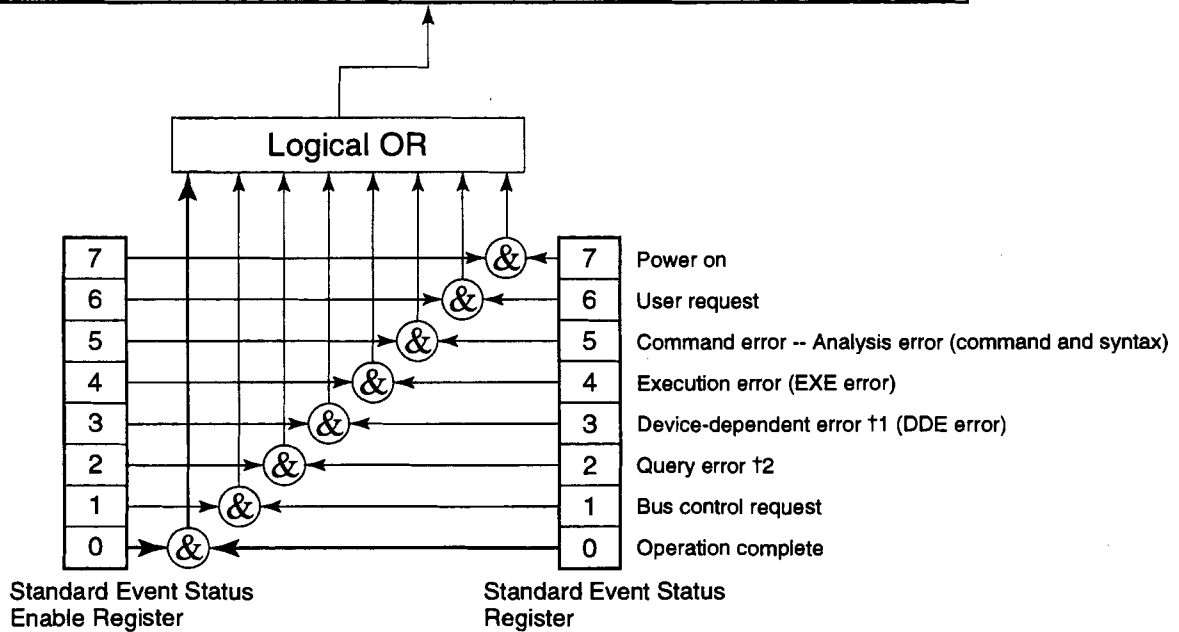 Logical OR
7 & 7 Power on
6 & 6 User request
5 & 5 Command error -- Analysis error (command and syntax)
4 & 4 Execution error (EXE error)
3 & 3 Device-dependent error †1 (DDE error)
2 & 2 Query error †2
1 & 1 Bus control request
0 & 0 Operation complete
Standard Event Status Enable Register
Standard Event Status Register